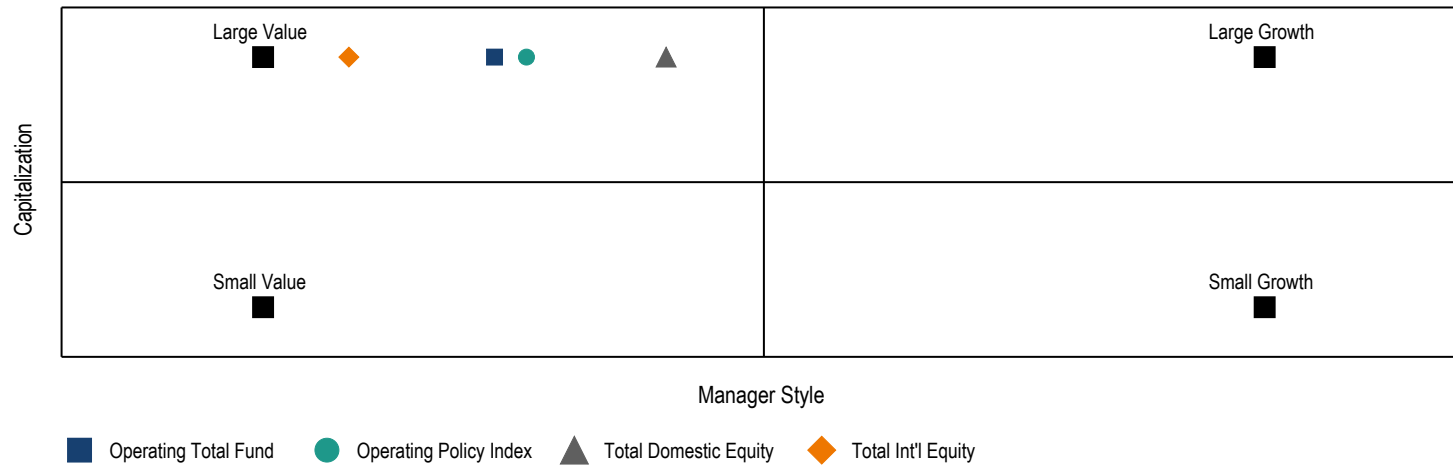 Large Value
Large Growth
Capitalization
Small Value
Small Growth
Manager Style
Operating Total Fund
Operating Policy Index
Total Domestic Equity
Total Int'l Equity